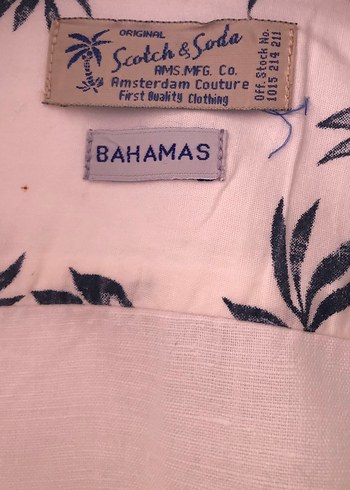 ORIGINAL
Scotch & Soda
AMS.MFG. Co.
Amsterdam Couture
First Quality Clothing
Off. Stock No.
1015 214 211
BAHAMAS